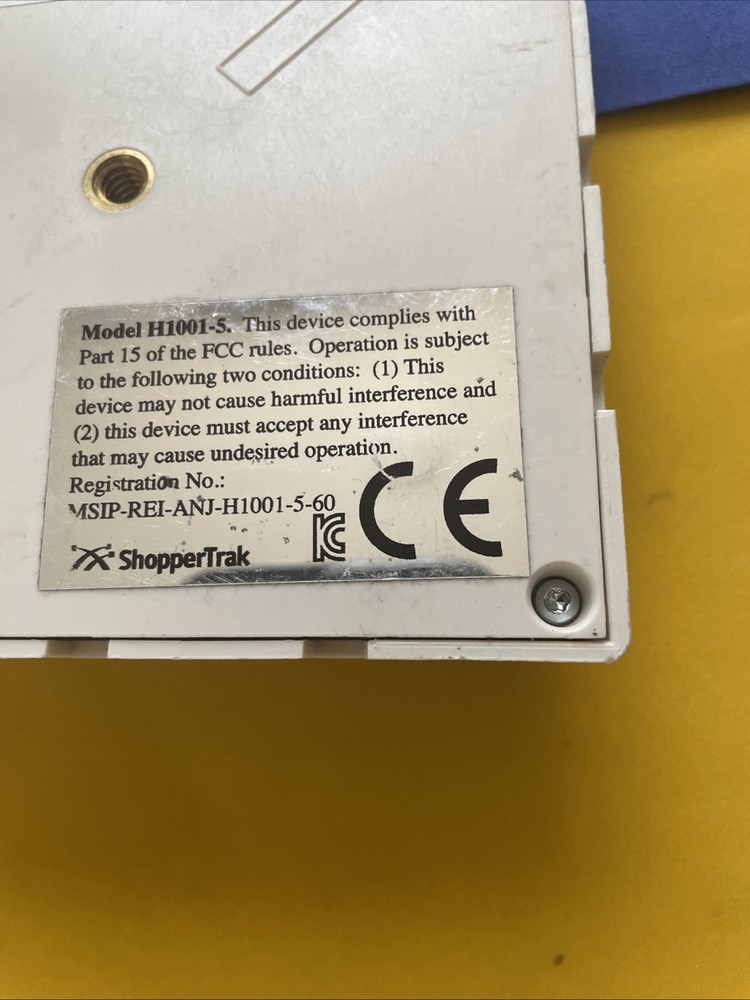 Model H1001-5. This device complies with
Part 15 of the FCC rules. Operation is subject
to the following two conditions: (1) This
device may not cause harmful interference and
(2) this device must accept any interference
that may cause undesired operation.
Registration No.:
MSIP-REI-ANJ-H1001-5-60
ShopperTrak
KC CE